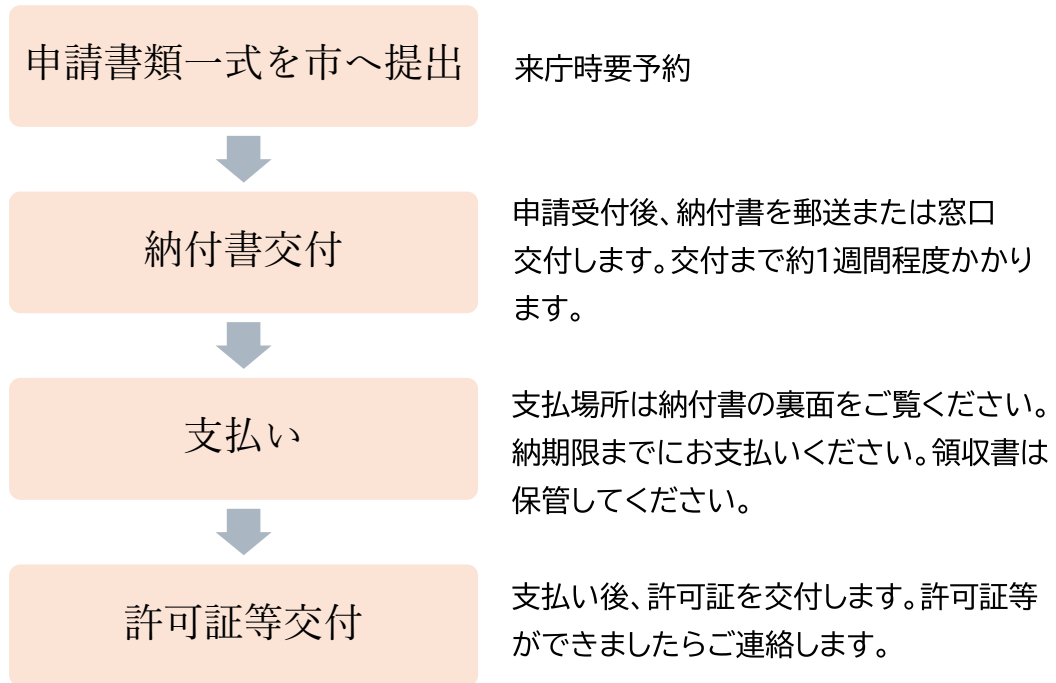 申請書類一式を市へ提出
来庁時要予約
納付書交付
申請受付後、納付書を郵送または窓口
交付します。交付まで約1週間程度かかり
ます。
支払い
支払場所は納付書の裏面をご覧ください。
納期限までにお支払いください。領収書は
保管してください。
許可証等交付
支払い後、許可証を交付します。許可証等
ができましたらご連絡します。